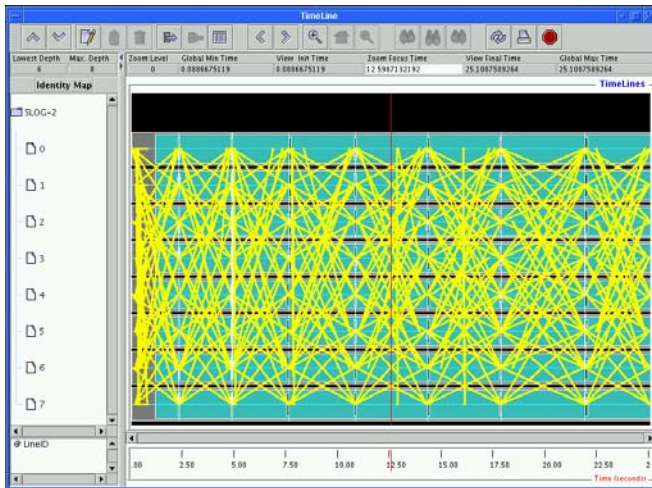 TimeLine
Lowest Depth Max. Depth Zoom Level Global Min Time View Init Time Zoom Focus Time View Final Time Global Max Time
6 8 0 0.0886675119 0.0886675119 12.5987132192 25.1087589264 25.1087589264
Identity Map
TimeLines
SLOG-2
0
1
2
3
4
5
6
7
LineID
.00 2.50 5.00 7.50 10.00 12.50 15.00 17.50 20.00 22.50 2
Time (seconds)